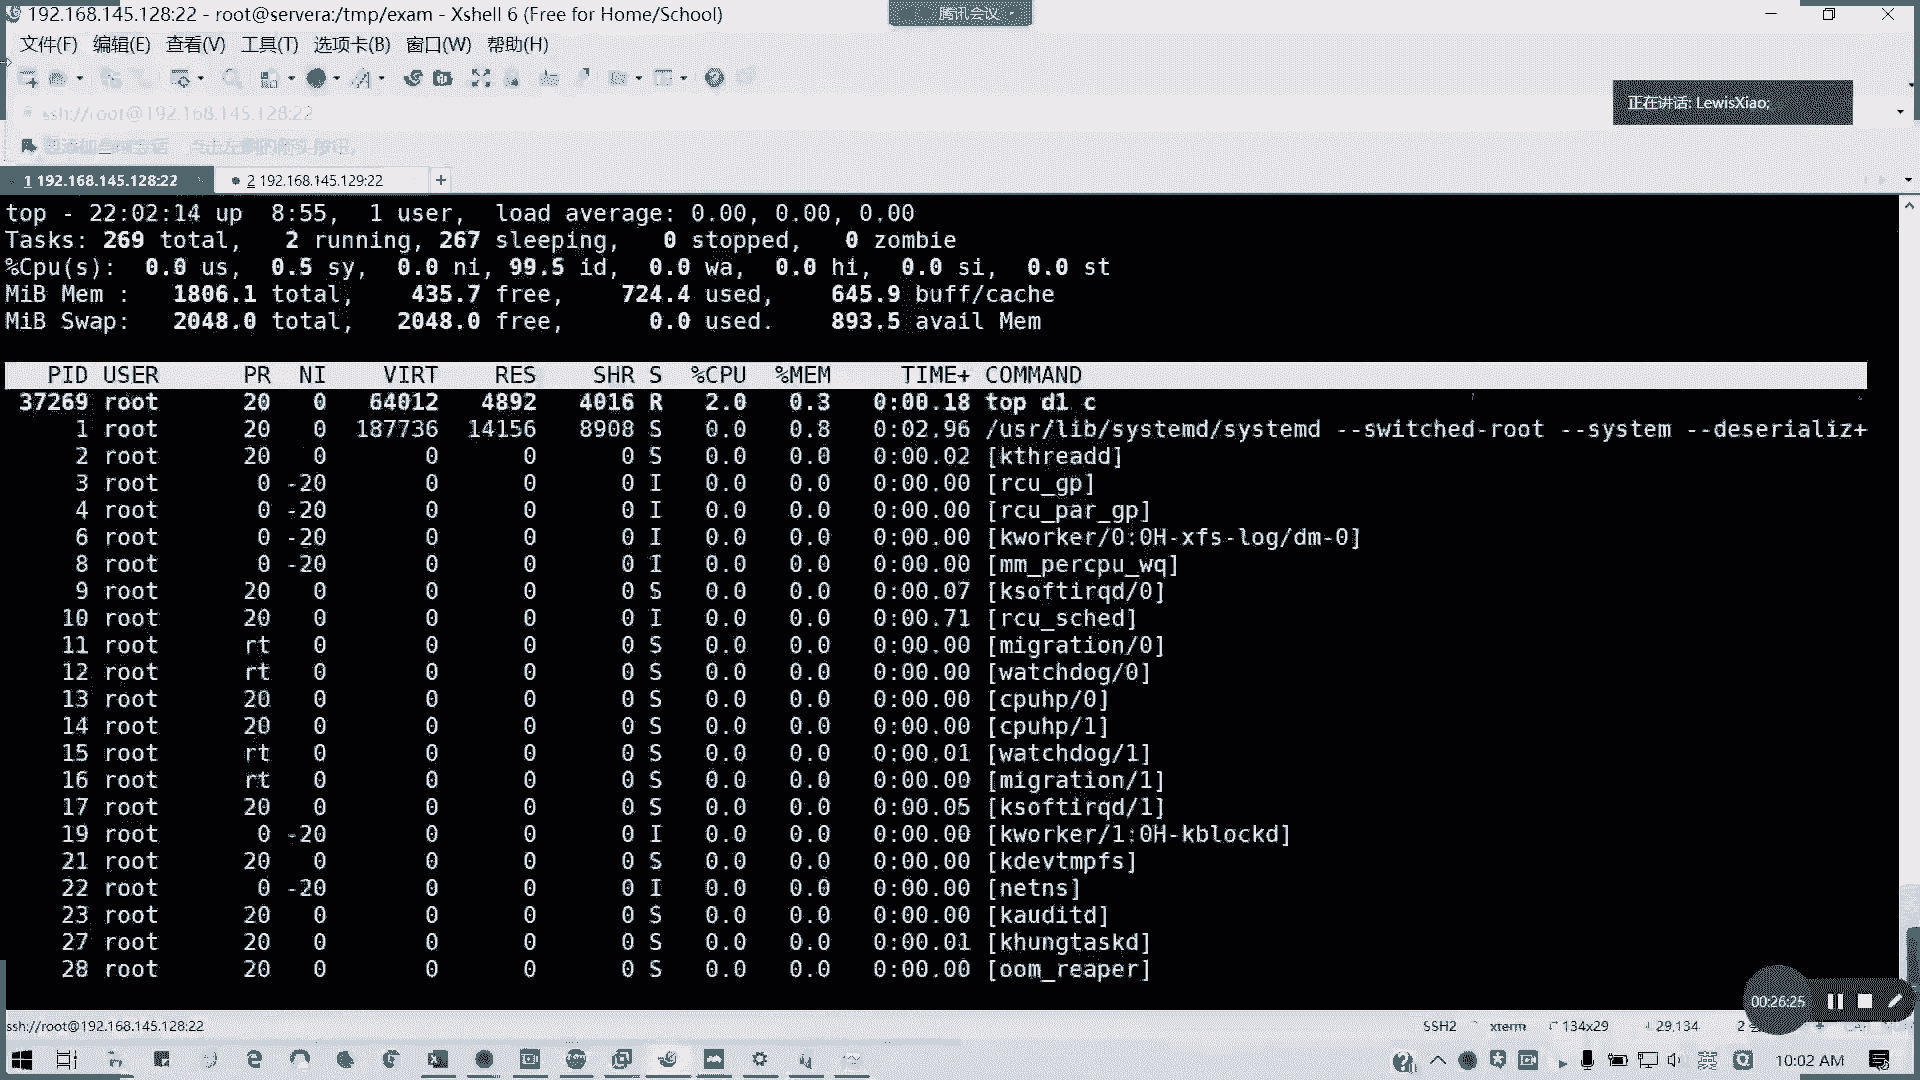 192.168.145.128:22 - root@servera:/tmp/exam - Xshell 6 (Free for Home/School)
腾讯会议
文件(F) 编辑(E) 查看(V) 工具(T) 选项卡(B) 窗口(W) 帮助(H)
正在讲话: LewisXiao;
ssh://root@192.168.145.128:22
1 192.168.145.128:22
2 192.168.145.129:22
top - 22:02:14 up  8:55,  1 user,  load average: 0.00, 0.00, 0.00
Tasks: 269 total,   2 running, 267 sleeping,   0 stopped,   0 zombie
%Cpu(s):  0.0 us,  0.5 sy,  0.0 ni, 99.5 id,  0.0 wa,  0.0 hi,  0.0 si,  0.0 st
MiB Mem :   1806.1 total,    435.7 free,    724.4 used,    645.9 buff/cache
MiB Swap:   2048.0 total,   2048.0 free,      0.0 used.    893.5 avail Mem
PID USER PR NI VIRT RES SHR S %CPU %MEM TIME+ COMMAND
37269 root 20 0 64012 4892 4016 R 2.0 0.3 0:00.18 top d1 c
1 root 20 0 187736 14156 8908 S 0.0 0.8 0:02.96 /usr/lib/systemd/systemd --switched-root --system --deserializ+
2 root 20 0 0 0 0 S 0.0 0.0 0:00.02 [kthreadd]
3 root 0 -20 0 0 0 I 0.0 0.0 0:00.00 [rcu_gp]
4 root 0 -20 0 0 0 I 0.0 0.0 0:00.00 [rcu_par_gp]
6 root 0 -20 0 0 0 I 0.0 0.0 0:00.00 [kworker/0:0H-xfs-log/dm-0]
8 root 0 -20 0 0 0 I 0.0 0.0 0:00.00 [mm_percpu_wq]
9 root 20 0 0 0 0 S 0.0 0.0 0:00.07 [ksoftirqd/0]
10 root 20 0 0 0 0 I 0.0 0.0 0:00.71 [rcu_sched]
11 root rt 0 0 0 0 S 0.0 0.0 0:00.00 [migration/0]
12 root rt 0 0 0 0 S 0.0 0.0 0:00.00 [watchdog/0]
13 root 20 0 0 0 0 S 0.0 0.0 0:00.00 [cpuhp/0]
14 root 20 0 0 0 0 S 0.0 0.0 0:00.00 [cpuhp/1]
15 root rt 0 0 0 0 S 0.0 0.0 0:00.01 [watchdog/1]
16 root rt 0 0 0 0 S 0.0 0.0 0:00.00 [migration/1]
17 root 20 0 0 0 0 S 0.0 0.0 0:00.05 [ksoftirqd/1]
19 root 0 -20 0 0 0 I 0.0 0.0 0:00.00 [kworker/1:0H-kblockd]
21 root 20 0 0 0 0 S 0.0 0.0 0:00.00 [kdevtmpfs]
22 root 0 -20 0 0 0 I 0.0 0.0 0:00.00 [netns]
23 root 20 0 0 0 0 S 0.0 0.0 0:00.00 [kauditd]
27 root 20 0 0 0 0 S 0.0 0.0 0:00.01 [khungtaskd]
28 root 20 0 0 0 0 S 0.0 0.0 0:00.00 [oom_reaper]
00:26:25
ssh://root@192.168.145.128:22 SSH2 xterm 134x29 29,134 2
英 10:02 AM